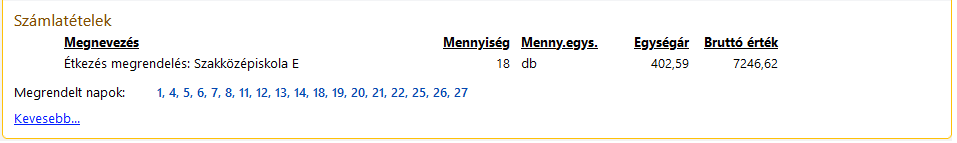 Számlatételek
Megnevezés Mennyiség Menny.egys. Egységár Bruttó érték
Étkezés megrendelés: Szakközépiskola E 18 db 402,59 7246,62
Megrendelt napok: 1, 4, 5, 6, 7, 8, 11, 12, 13, 14, 18, 19, 20, 21, 22, 25, 26, 27
Kevesebb...